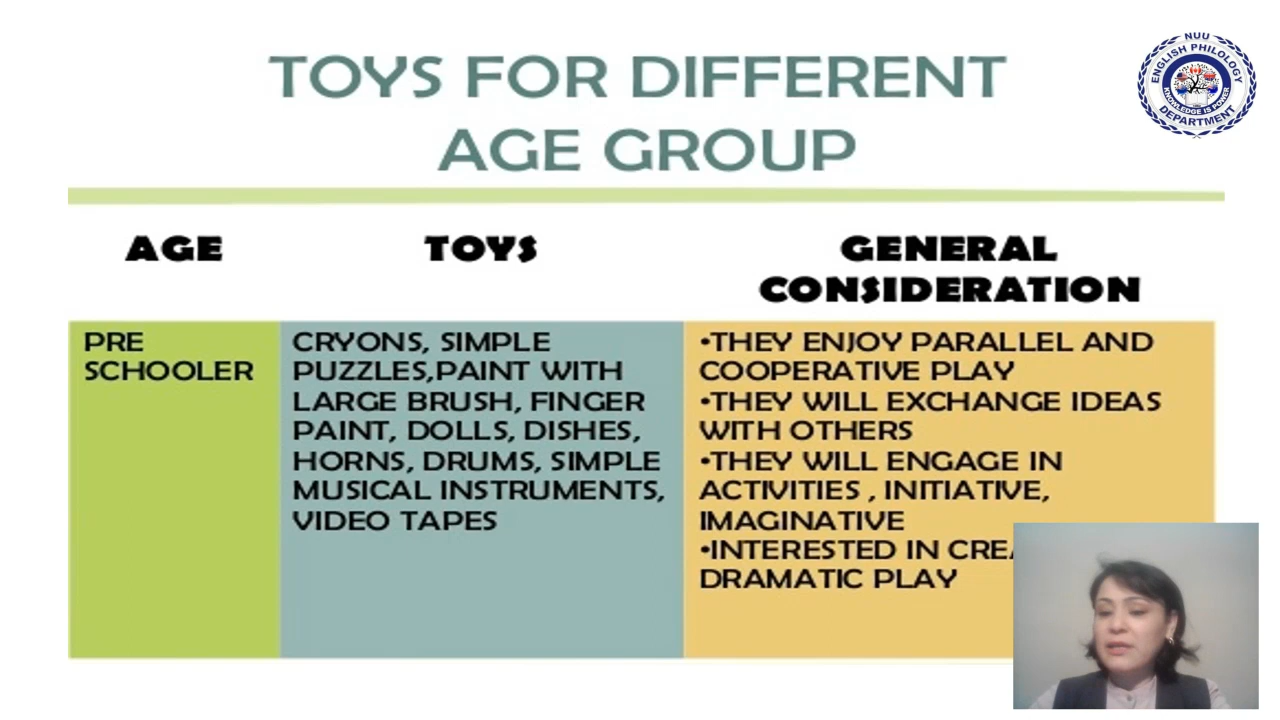 TOYS FOR DIFFERENT
AGE GROUP
NUU
ENGLISH PHILOLOGY
KNOWLEDGE IS POWER
DEPARTMENT
AGE
TOYS
GENERAL
CONSIDERATION
PRE
SCHOOLER
CRYONS, SIMPLE
PUZZLES,PAINT WITH
LARGE BRUSH, FINGER
PAINT, DOLLS, DISHES,
HORNS, DRUMS, SIMPLE
MUSICAL INSTRUMENTS,
VIDEO TAPES
•THEY ENJOY PARALLEL AND
COOPERATIVE PLAY
•THEY WILL EXCHANGE IDEAS
WITH OTHERS
•THEY WILL ENGAGE IN
ACTIVITIES , INITIATIVE,
IMAGINATIVE
•INTERESTED IN
DRAMATIC PLAY